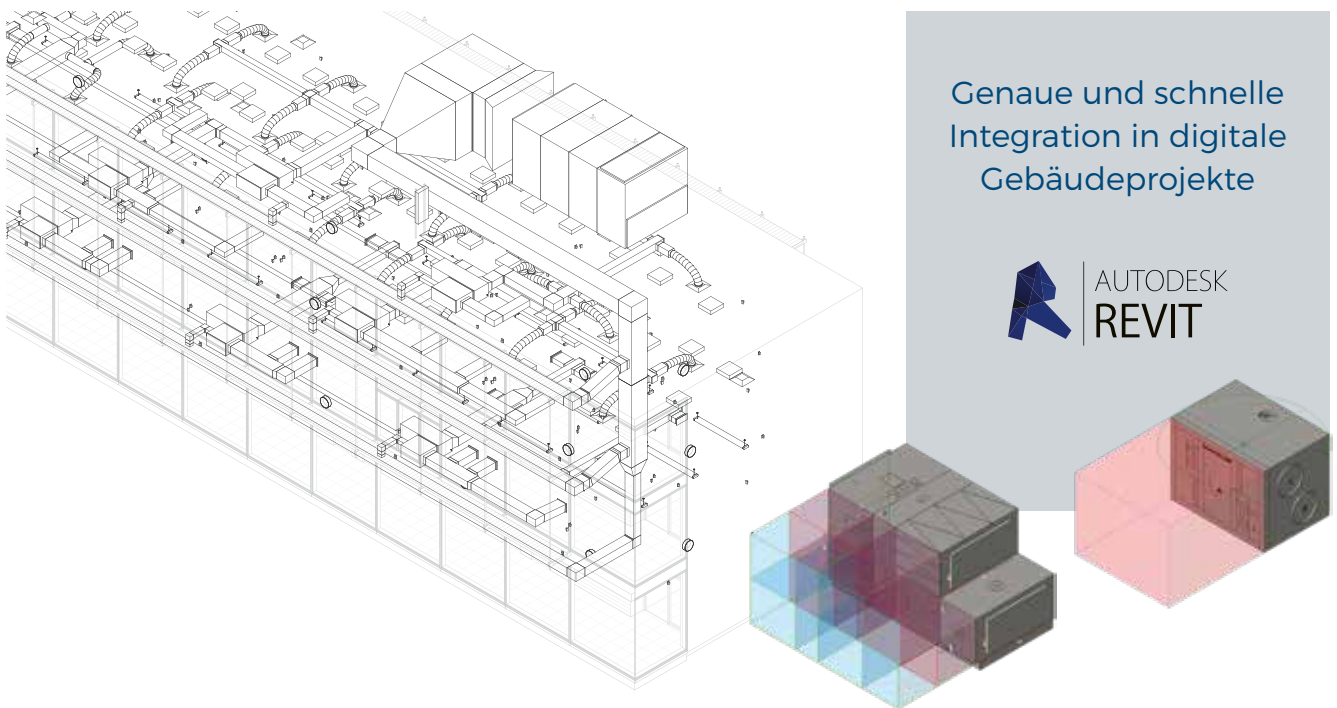 Genaue und schnelle
Integration in digitale
Gebäudeprojekte
AUTODESK
REVIT